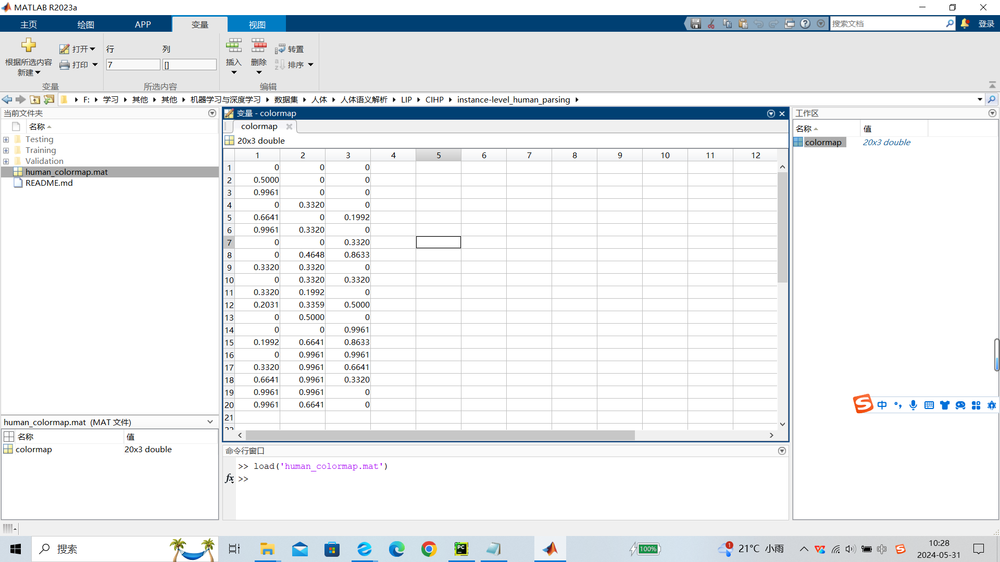 MATLAB R2023a
主页 绘图 APP 变量 视图 搜索文档 登录
根据所选内容
新建
打开
打印
行 列
7 []
插入 删除 转置
排序
变量 所选内容 编辑
F: 学习 其他 其他 机器学习与深度学习 数据集 人体 人体语义解析 LIP CIHP instance-level_human_parsing
当前文件夹
名称
Testing
Training
Validation
human_colormap.mat
README.md
human_colormap.mat (MAT 文件)
名称 值
colormap 20x3 double
变量 - colormap
colormap
20x3 double
1 2 3 4 5 6 7 8 9 10 11 12
1 0 0 0
2 0.5000 0 0
3 0.9961 0 0
4 0 0.3320 0
5 0.6641 0 0.1992
6 0.9961 0.3320 0
7 0 0 0.3320
8 0 0.4648 0.8633
9 0.3320 0.3320 0
10 0 0.3320 0.3320
11 0.3320 0.1992 0
12 0.2031 0.3359 0.5000
13 0 0.5000 0
14 0 0 0.9961
15 0.1992 0.6641 0.8633
16 0 0.9961 0.9961
17 0.3320 0.9961 0.6641
18 0.6641 0.9961 0.3320
19 0.9961 0.9961 0
20 0.9961 0.6641 0
21
22
命令行窗口
>> load('human_colormap.mat')
fx >>
工作区
名称 值
colormap 20x3 double
S 中
搜索
PC
100%
1
21°C 小雨
中
S
10:28
2024-05-31